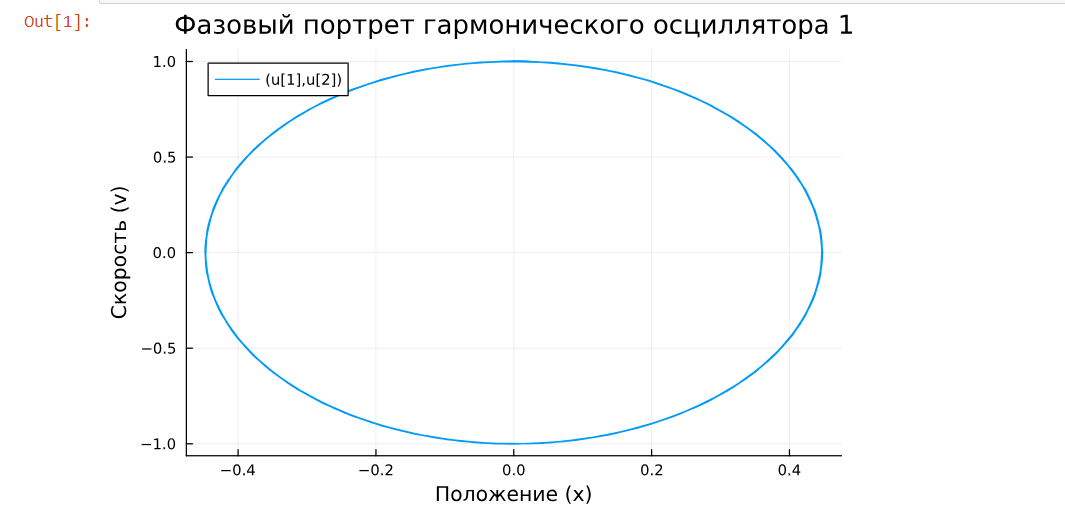 Out[1]:
Фазовый портрет гармонического осциллятора 1
(u[1],u[2])
1.0
0.5
0.0
−0.5
−1.0
Скорость (v)
−0.4 −0.2 0.0 0.2 0.4
Положение (x)